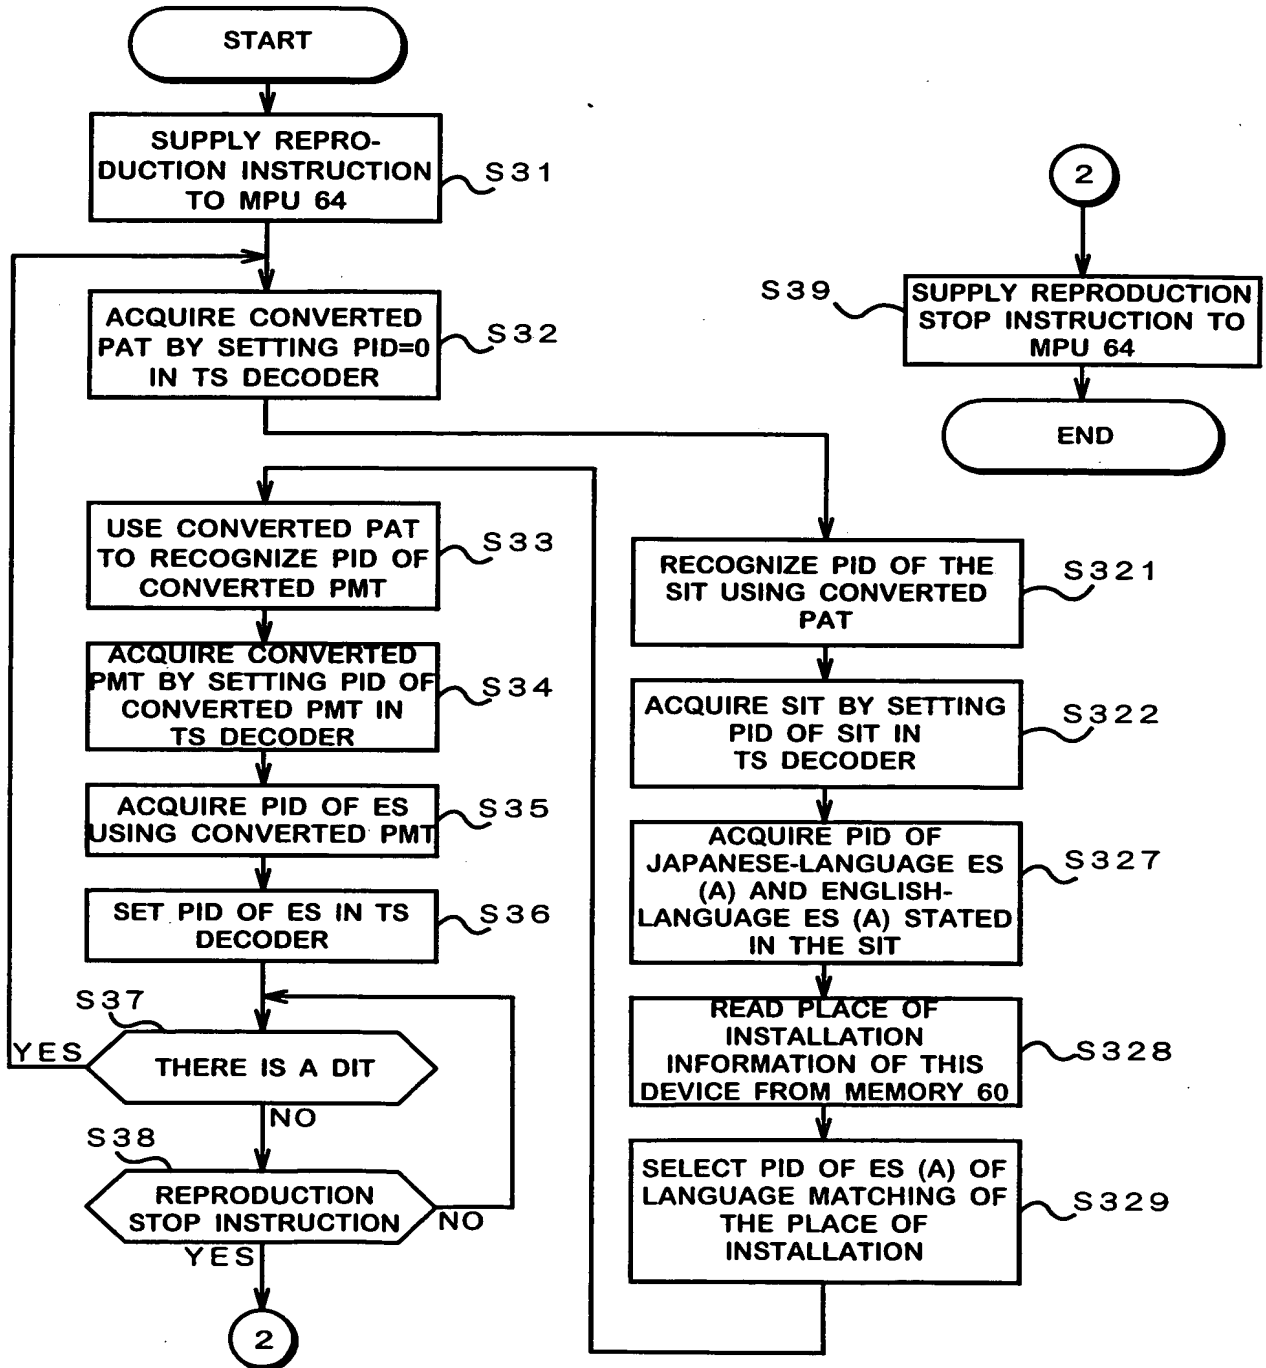 START
SUPPLY REPRO-
DUCTION INSTRUCTION
TO MPU 64
S31
ACQUIRE CONVERTED
PAT BY SETTING PID=0
IN TS DECODER
S32
USE CONVERTED PAT
TO RECOGNIZE PID OF
CONVERTED PMT
S33
ACQUIRE CONVERTED
PMT BY SETTING PID OF
CONVERTED PMT IN
TS DECODER
S34
ACQUIRE PID OF ES
USING CONVERTED PMT
S35
SET PID OF ES IN TS
DECODER
S36
S37
YES
THERE IS A DIT
NO
S38
REPRODUCTION
STOP INSTRUCTION
NO
YES
2
2
S39
SUPPLY REPRODUCTION
STOP INSTRUCTION TO
MPU 64
END
RECOGNIZE PID OF THE
SIT USING CONVERTED
PAT
S321
ACQUIRE SIT BY SETTING
PID OF SIT IN
TS DECODER
S322
ACQUIRE PID OF
JAPANESE-LANGUAGE ES
(A) AND ENGLISH-
LANGUAGE ES (A) STATED
IN THE SIT
S327
READ PLACE OF
INSTALLATION
INFORMATION OF THIS
DEVICE FROM MEMORY 60
S328
SELECT PID OF ES (A) OF
LANGUAGE MATCHING OF
THE PLACE OF
INSTALLATION
S329